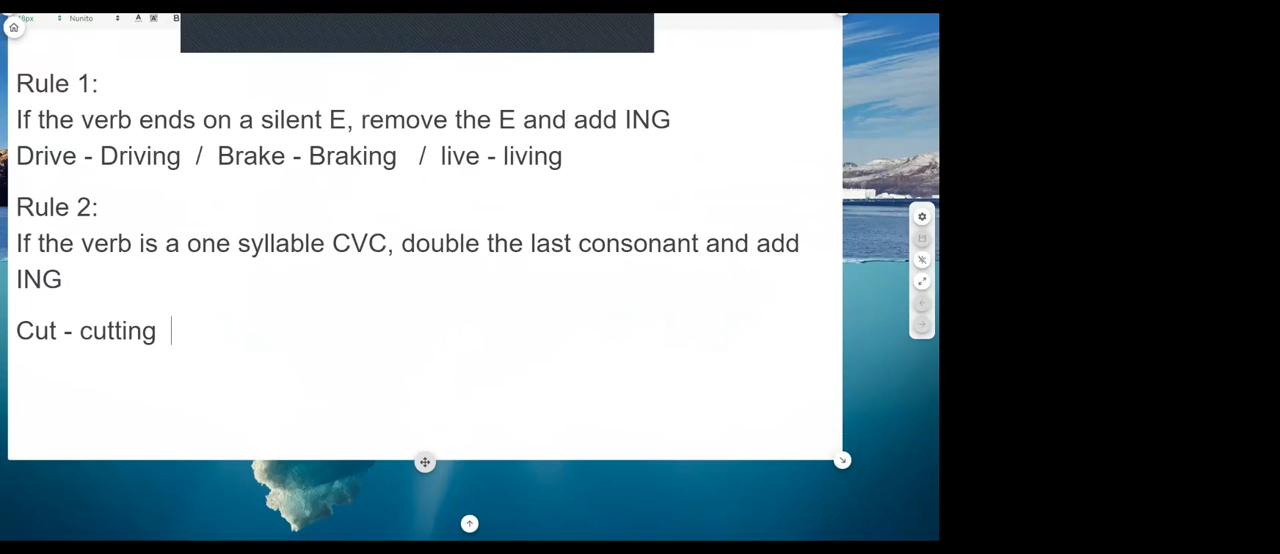 Nunito A B
Rule 1:
If the verb ends on a silent E, remove the E and add ING
Drive - Driving / Brake - Braking / live - living
Rule 2:
If the verb is a one syllable CVC, double the last consonant and add
ING
Cut - cutting